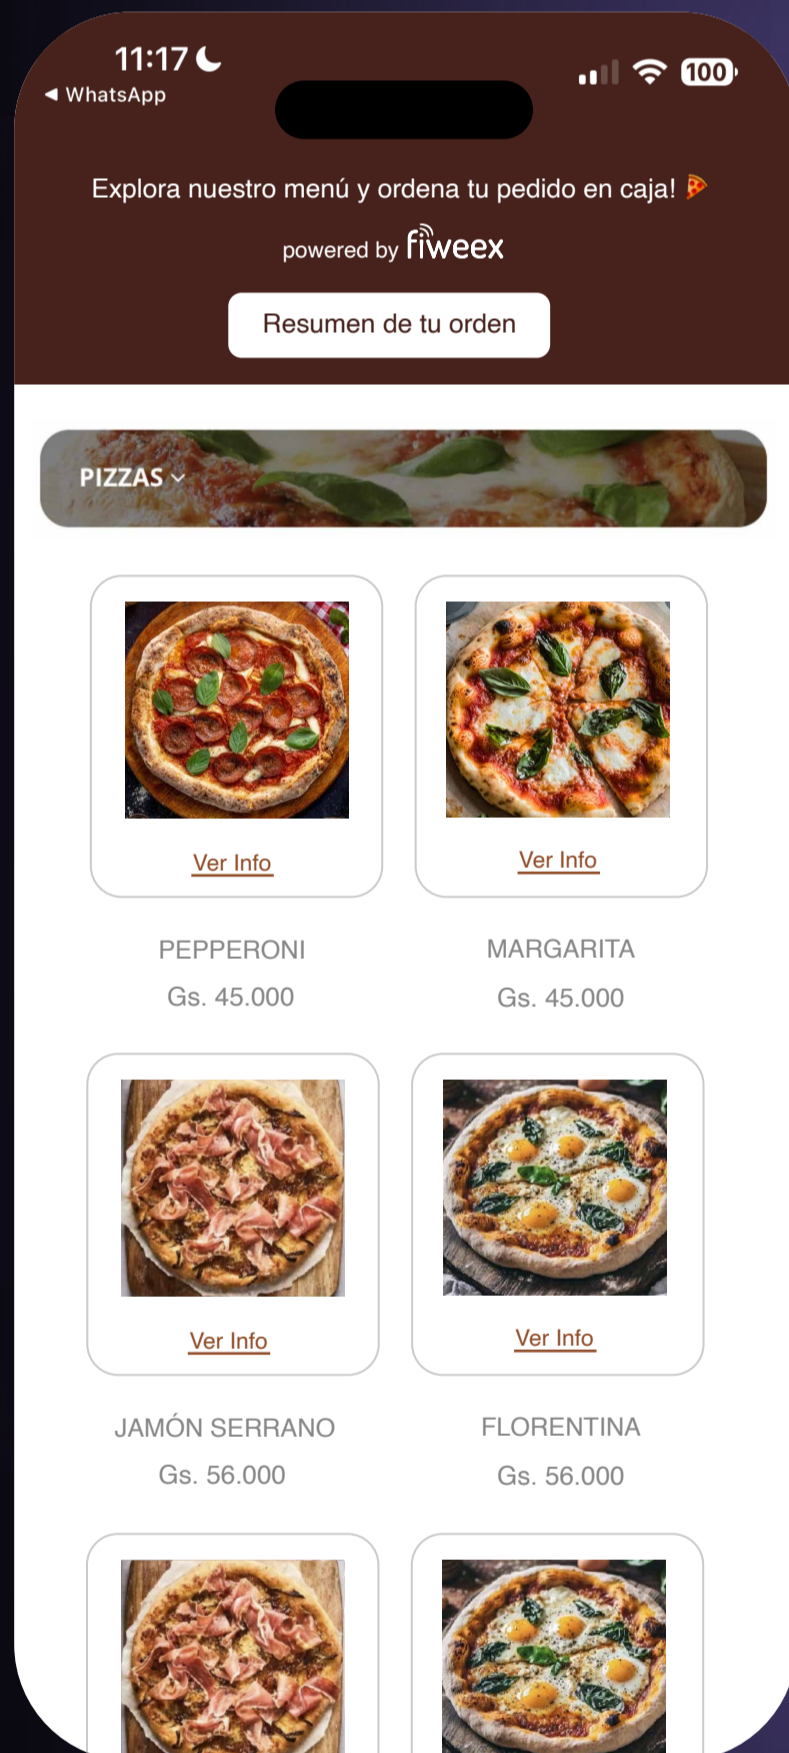 11:17
◀ WhatsApp
100
Explora nuestro menú y ordena tu pedido en caja! 🍕
powered by fiweex
Resumen de tu orden
PIZZAS
Ver Info
Ver Info
PEPPERONI
MARGARITA
Gs. 45.000
Gs. 45.000
Ver Info
Ver Info
JAMÓN SERRANO
FLORENTINA
Gs. 56.000
Gs. 56.000